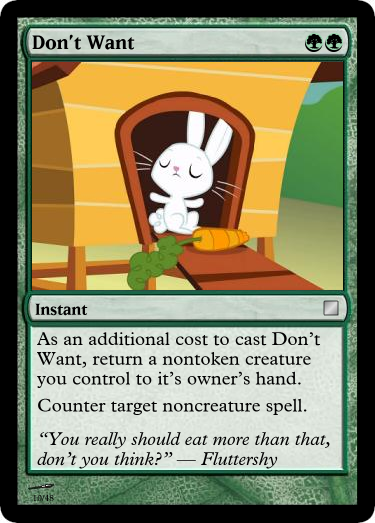 Don't Want
Instant
As an additional cost to cast Don't
Want, return a nontoken creature
you control to it's owner's hand.
Counter target noncreature spell.
"You really should eat more than that,
don't you think?" — Fluttershy
10/48